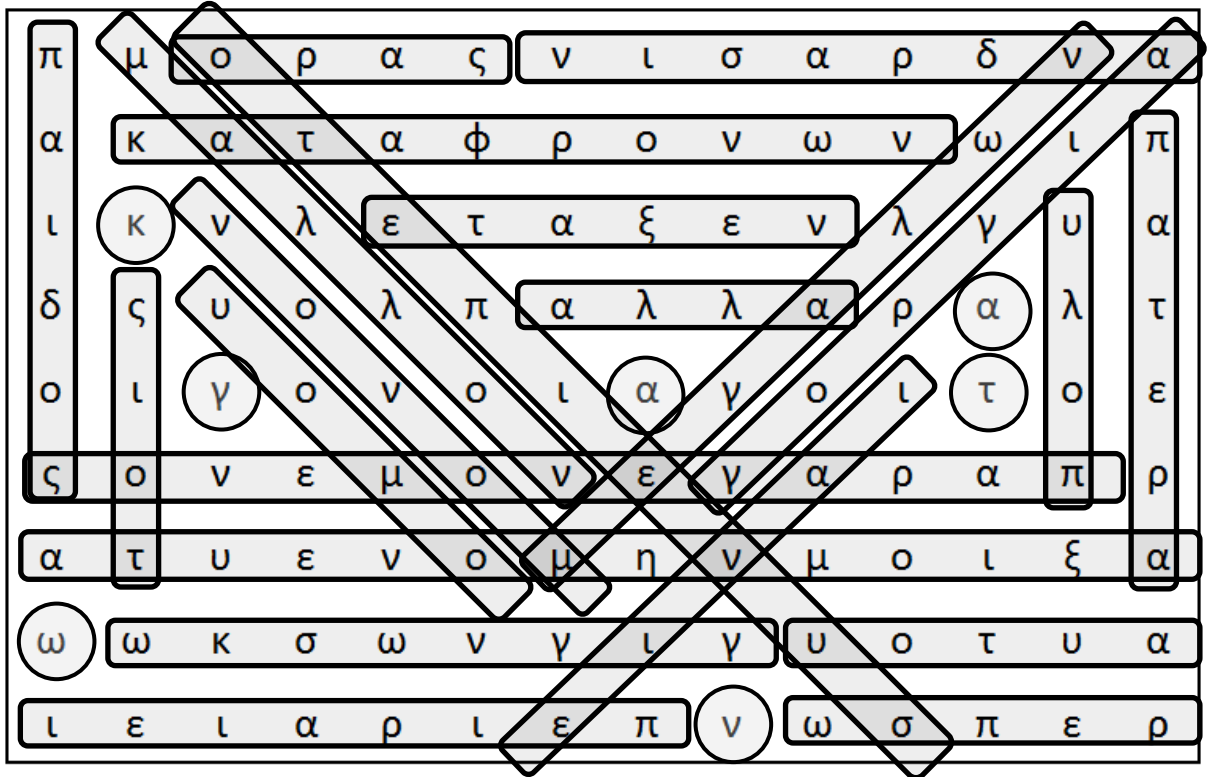 π μ ο ρ α ς ν ι σ α ρ δ ν α
α κ α τ α φ ρ ο ν ω ν ω ι π
ι κ ν λ ε τ α ξ ε ν λ γ υ α
δ ς υ ο λ π α λ λ α ρ α λ τ
ο ι γ ο ν ο ι α γ ο ι τ ο ε
ς ο ν ε μ ο ν ε γ α ρ α π ρ
α τ υ ε ν ο μ η ν μ ο ι ξ α
ω ω κ σ ω ν γ ι γ υ ο τ υ α
ι ε ι α ρ ι ε π ν ω σ π ε ρ